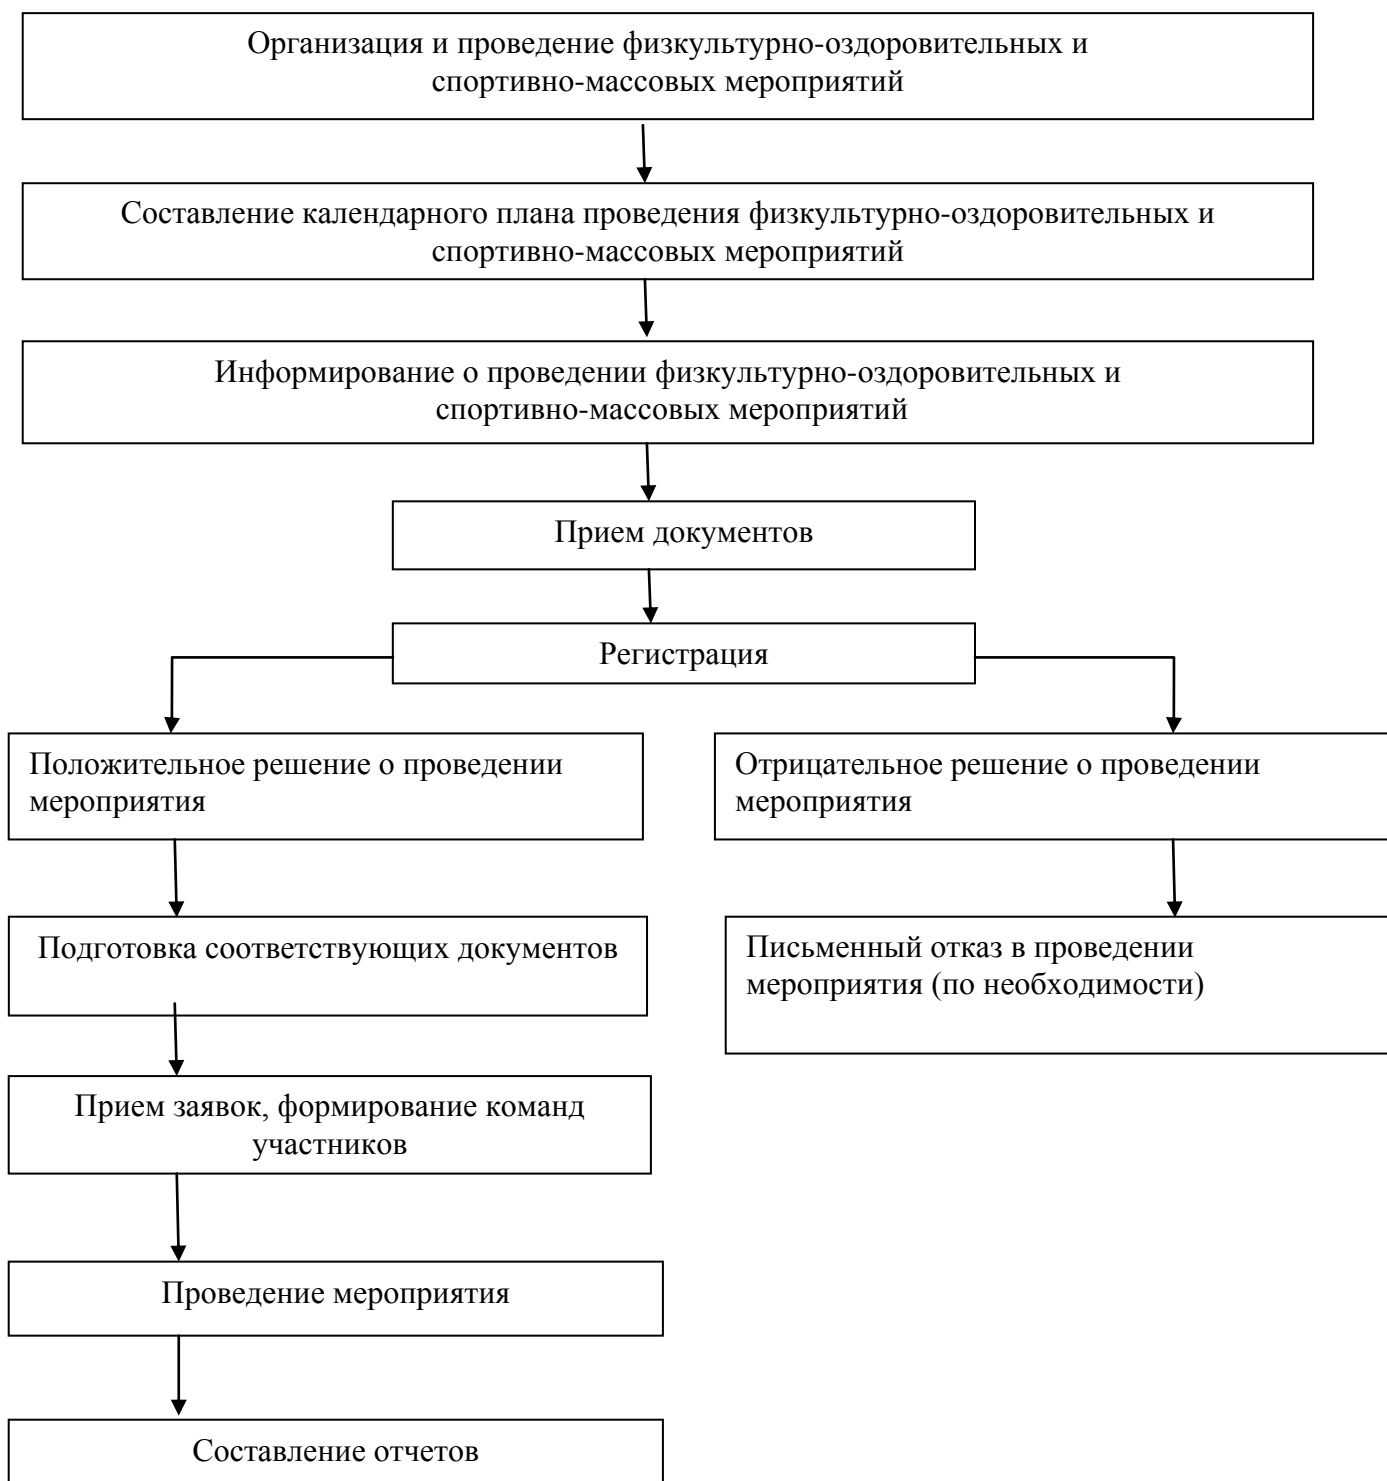 Организация и проведение физкультурно-оздоровительных и
спортивно-массовых мероприятий
Составление календарного плана проведения физкультурно-оздоровительных и
спортивно-массовых мероприятий
Информирование о проведении физкультурно-оздоровительных и
спортивно-массовых мероприятий
Прием документов
Регистрация
Положительное решение о проведении
мероприятия
Отрицательное решение о проведении
мероприятия
Подготовка соответствующих документов
Письменный отказ в проведении
мероприятия (по необходимости)
Прием заявок, формирование команд
участников
Проведение мероприятия
Составление отчетов